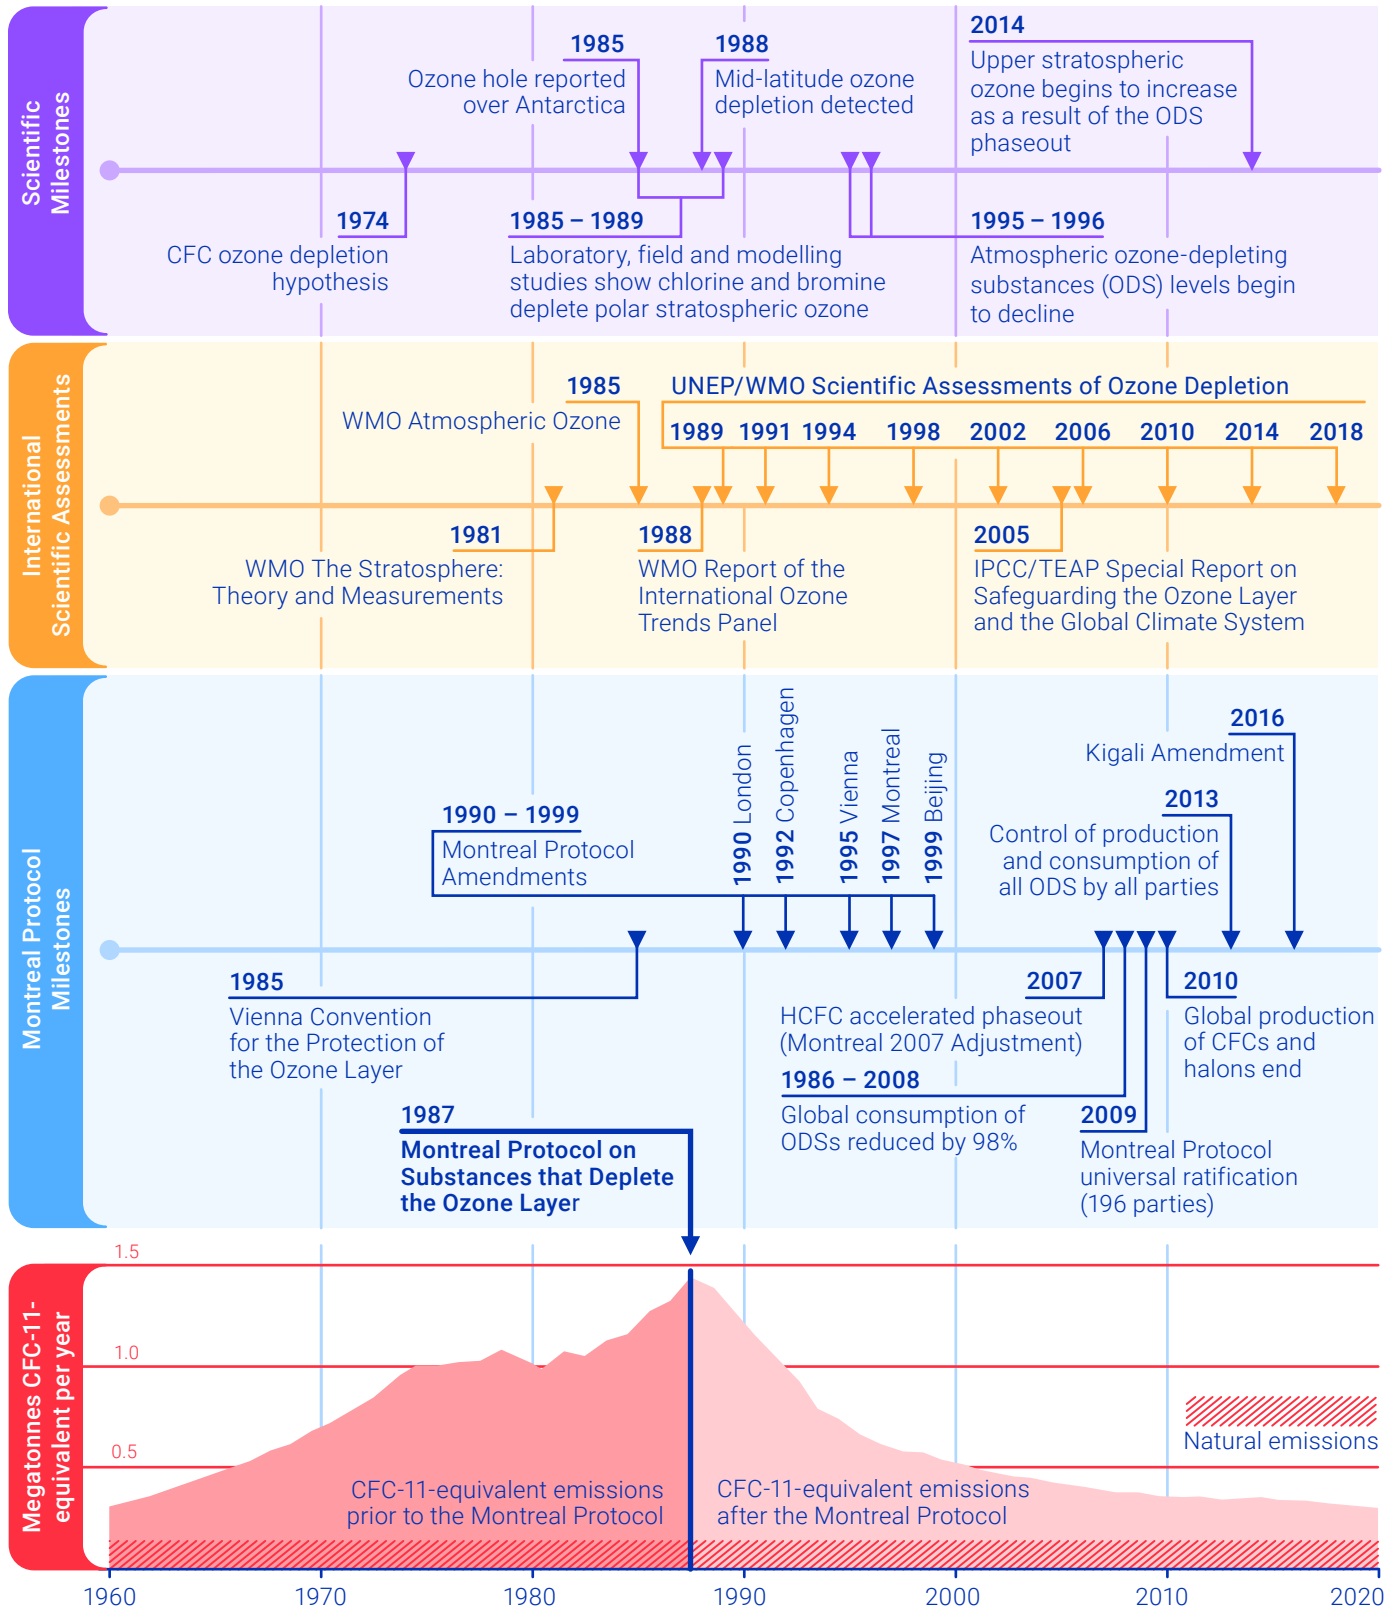 Scientific
Milestones
1985
Ozone hole reported
over Antarctica
1988
Mid-latitude ozone
depletion detected
2014
Upper stratospheric
ozone begins to increase
as a result of the ODS
phaseout
1974
CFC ozone depletion
hypothesis
1985 – 1989
Laboratory, field and modelling
studies show chlorine and bromine
deplete polar stratospheric ozone
1995 – 1996
Atmospheric ozone-depleting
substances (ODS) levels begin
to decline
International
Scientific Assessments
1985
WMO Atmospheric Ozone
UNEP/WMO Scientific Assessments of Ozone Depletion
1989 1991 1994 1998 2002 2006 2010 2014 2018
1981
WMO The Stratosphere:
Theory and Measurements
1988
WMO Report of the
International Ozone
Trends Panel
2005
IPCC/TEAP Special Report on
Safeguarding the Ozone Layer
and the Global Climate System
Montreal Protocol
Milestones
1990 – 1999
Montreal Protocol
Amendments
1990 London
1992 Copenhagen
1995 Vienna
1997 Montreal
1999 Beijing
2016
Kigali Amendment
2013
Control of production
and consumption of
all ODS by all parties
1985
Vienna Convention
for the Protection of
the Ozone Layer
2007
HCFC accelerated phaseout
(Montreal 2007 Adjustment)
2010
Global production
of CFCs and
halons end
1986 – 2008
Global consumption of
ODSs reduced by 98%
2009
Montreal Protocol
universal ratification
(196 parties)
1987
Montreal Protocol on
Substances that Deplete
the Ozone Layer
Megatonnes CFC-11-
equivalent per year
1.5
1.0
0.5
Natural emissions
CFC-11-equivalent emissions
prior to the Montreal Protocol
CFC-11-equivalent emissions
after the Montreal Protocol
1960 1970 1980 1990 2000 2010 2020